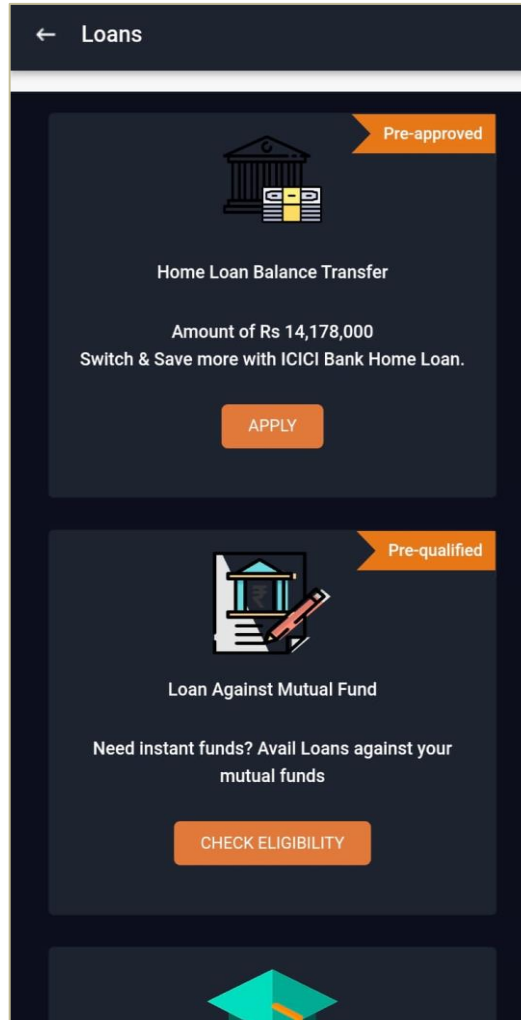 Loans
Pre-approved
Home Loan Balance Transfer
Amount of Rs 14,178,000
Switch & Save more with ICICI Bank Home Loan.
APPLY
Pre-qualified
₹
Loan Against Mutual Fund
Need instant funds? Avail Loans against your
mutual funds
CHECK ELIGIBILITY